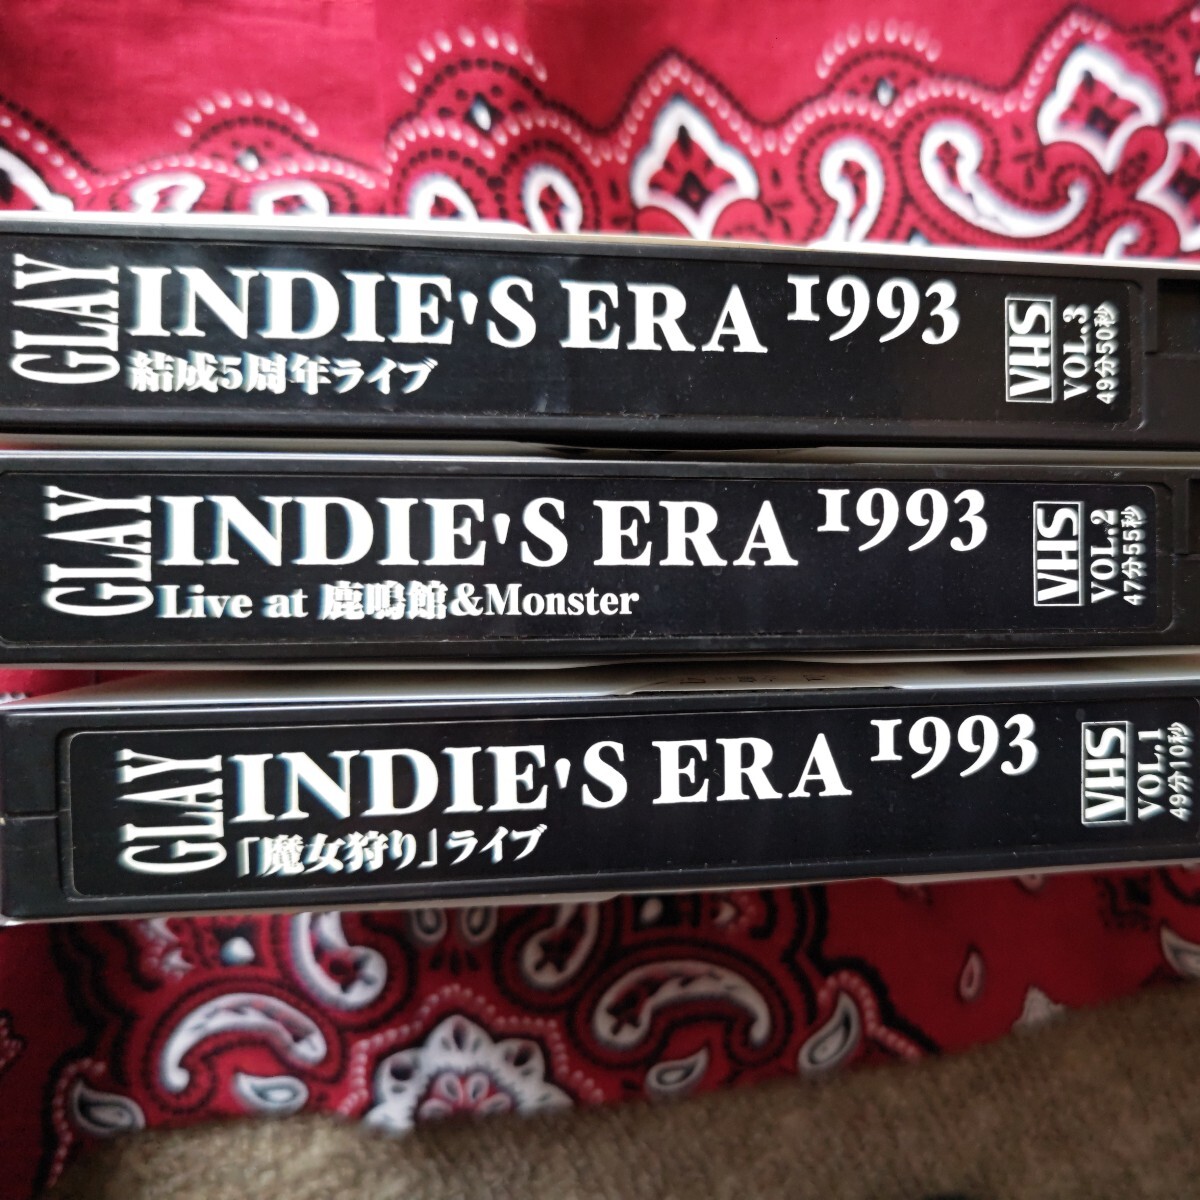 GLAY
INDIE'S ERA 1993
結成5周年ライブ
VHS
VOL.3
49分50秒
GLAY
INDIE'S ERA 1993
Live at 鹿鳴館&Monster
VHS
VOL.2
47分55秒
GLAY
INDIE'S ERA 1993
「魔女狩り」ライブ
VHS
VOL.1
49分10秒